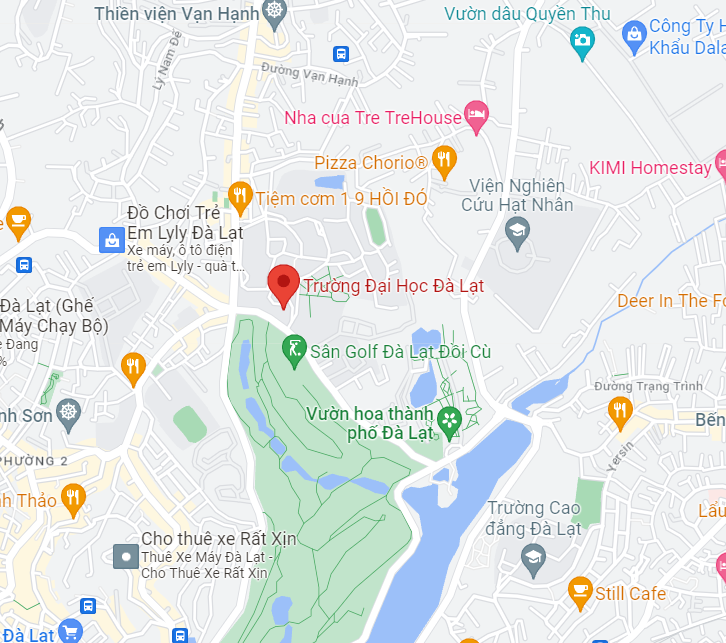 Thiền viện Vạn Hạnh
Vườn dâu Quyền Thu
Công Ty H
Khẩu Dala
Lý Nam Đế
Đường Vạn Hạnh
Nha cua Tre TreHouse
Pizza Chorio®
KIMI Homestay
Viện Nghiên
Cứu Hạt Nhân
Tiệm cơm 1 9 HỒI ĐÓ
Đồ Chơi Trẻ
Em Lyly Đà Lạt
Xe máy, ô tô điện
trẻ em Lyly - quà t...
Trường Đại Học Đà Lạt
Đà Lạt (Ghế
Máy Chạy Bộ)
e Đang
%
Deer In The Fo
Sân Golf Đà Lạt Đồi Cù
Đường Trạng Trình
Vườn hoa thành
phố Đà Lạt
nh Sơn
Bến
Yersin
PHƯỜNG 2
nh Thảo
Trường Cao
đẳng Đà Lạt
Lẩu
Cho thuê xe Rất Xịn
Thuê Xe Máy Đà Lạt -
Cho Thuê Xe Rất Xịn
Still Cafe
Đà Lạt